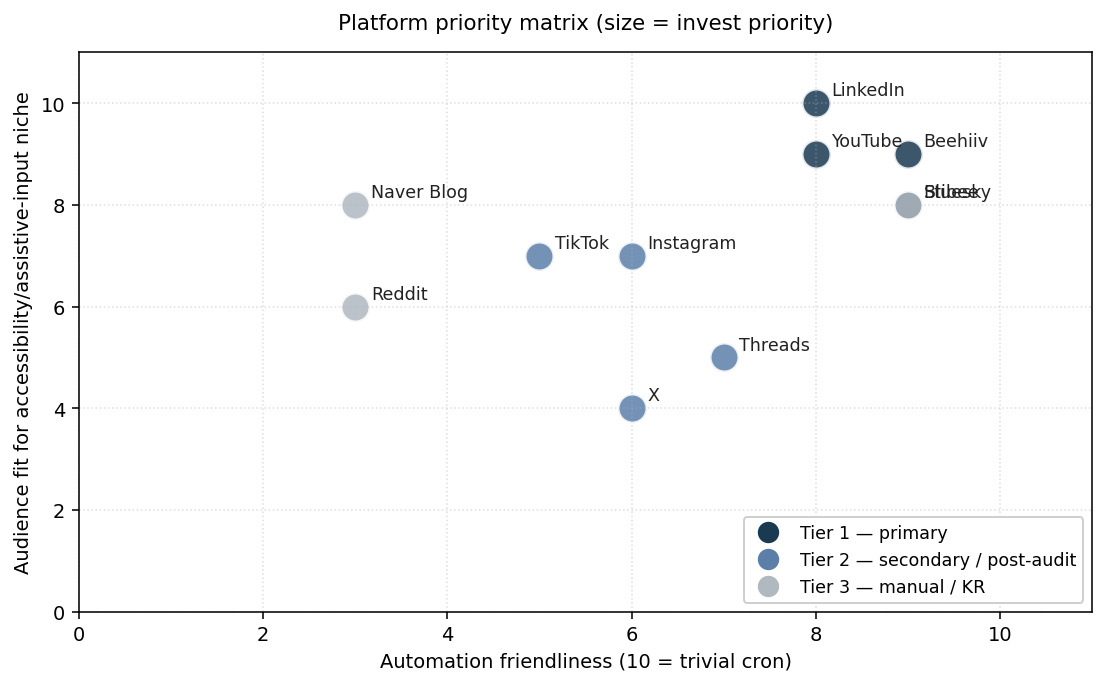 Platform priority matrix (size = invest priority)
Audience fit for accessibility/assistive-input niche
10
8
6
4
2
0
LinkedIn
YouTube
Beehiiv
Naver Blog
TikTok
Instagram
Reddit
Threads
X
Tier 1 — primary
Tier 2 — secondary / post-audit
Tier 3 — manual / KR
0
2
4
6
8
10
Automation friendliness (10 = trivial cron)